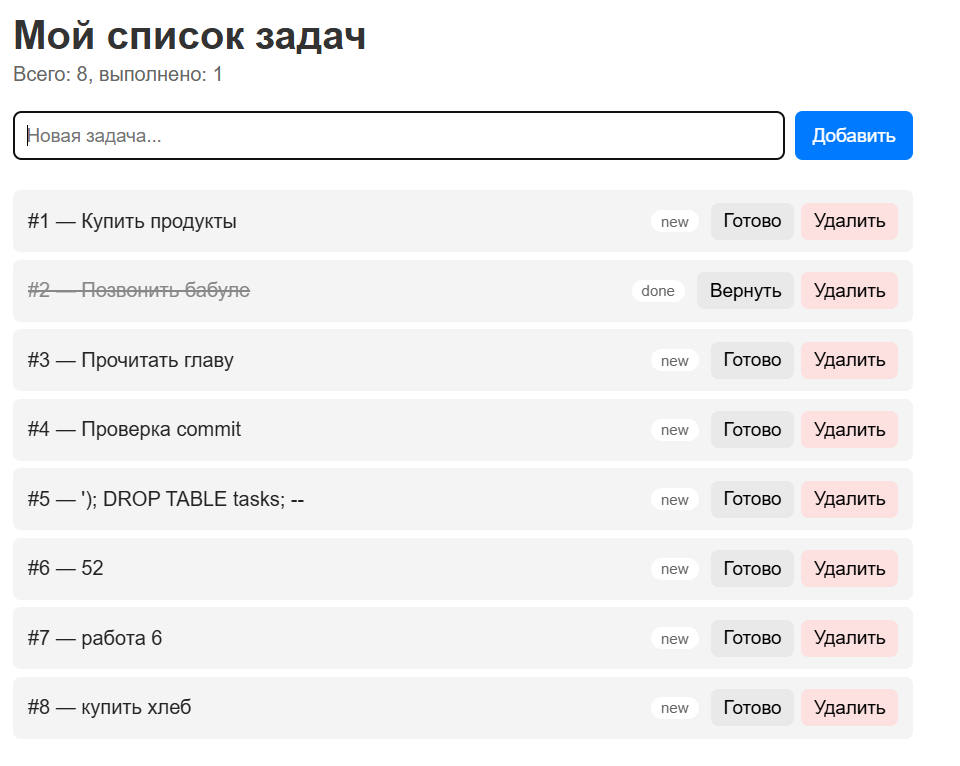 Мой список задач
Всего: 8, выполнено: 1
Новая задача... Добавить
#1 — Купить продукты new Готово Удалить
#2 — Позвонить бабуле done Вернуть Удалить
#3 — Прочитать главу new Готово Удалить
#4 — Проверка commit new Готово Удалить
#5 — '); DROP TABLE tasks; -- new Готово Удалить
#6 — 52 new Готово Удалить
#7 — работа 6 new Готово Удалить
#8 — купить хлеб new Готово Удалить